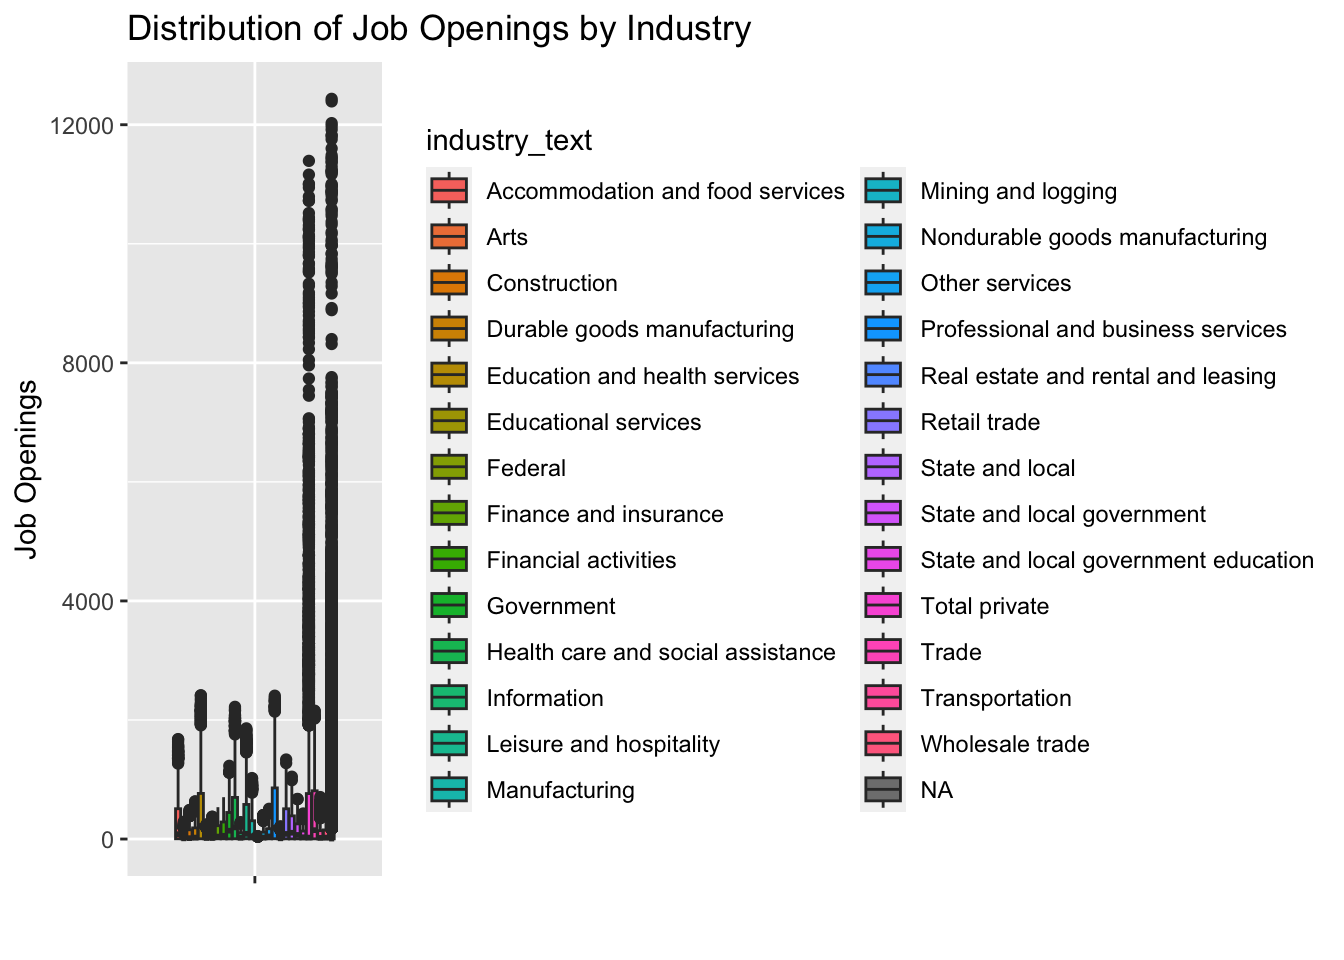 Distribution of Job Openings by Industry
12000
8000
4000
0
Job Openings
industry_text
Accommodation and food services
Arts
Construction
Durable goods manufacturing
Education and health services
Educational services
Federal
Finance and insurance
Financial activities
Government
Health care and social assistance
Information
Leisure and hospitality
Manufacturing
Mining and logging
Nondurable goods manufacturing
Other services
Professional and business services
Real estate and rental and leasing
Retail trade
State and local
State and local government
State and local government education
Total private
Trade
Transportation
Wholesale trade
NA